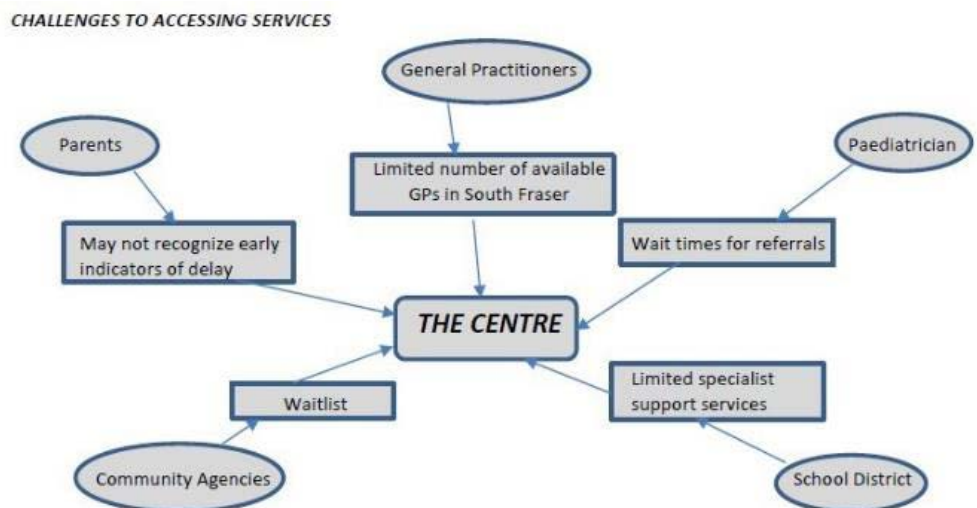 CHALLENGES TO ACCESSING SERVICES
General Practitioners
Parents
Paediatrician
Limited number of available
GPs in South Fraser
May not recognize early
indicators of delay
Wait times for referrals
THE CENTRE
Waitlist
Limited specialist
support services
Community Agencies
School District